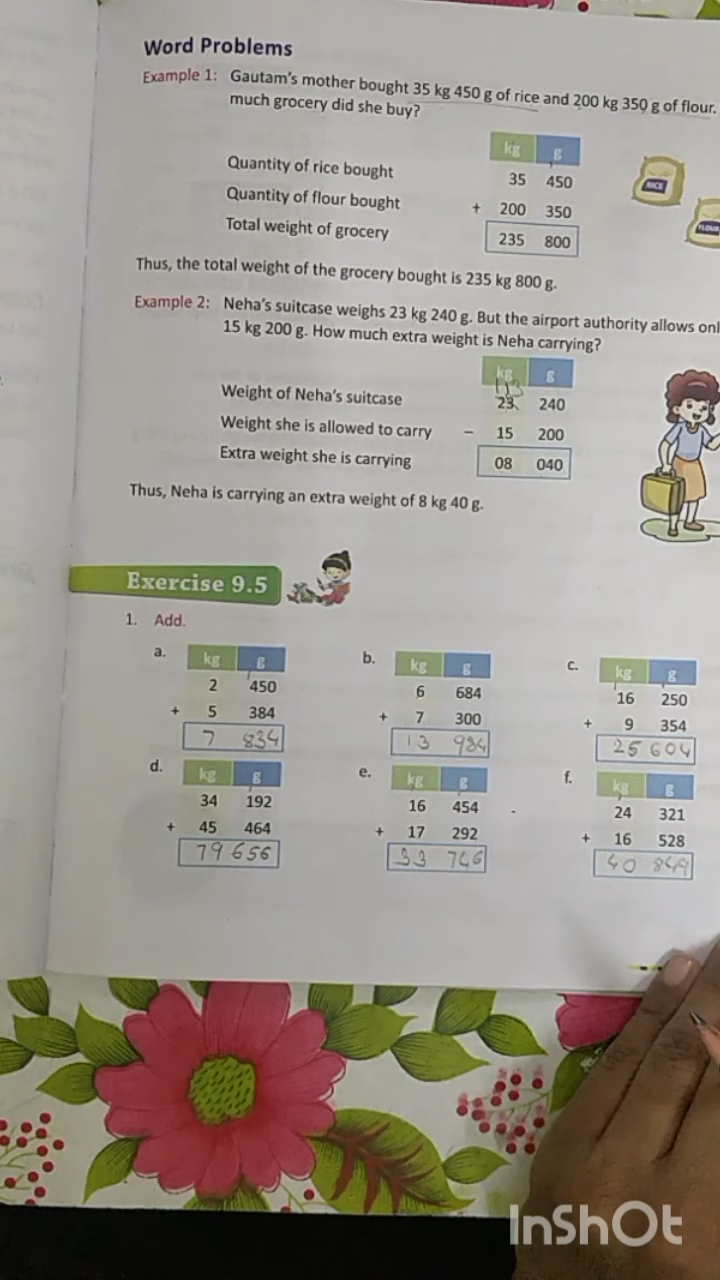 Word Problems
Example 1: Gautam's mother bought 35 kg 450 g of rice and 200 kg 350 g of flour.
much grocery did she buy?
kg g
Quantity of rice bought 35 450
Quantity of flour bought + 200 350
Total weight of grocery 235 800
RICE
FLOUR
Thus, the total weight of the grocery bought is 235 kg 800 g.
Example 2: Neha's suitcase weighs 23 kg 240 g. But the airport authority allows onl
15 kg 200 g. How much extra weight is Neha carrying?
kg g
Weight of Neha's suitcase 23 240
Weight she is allowed to carry – 15 200
Extra weight she is carrying 08 040
Thus, Neha is carrying an extra weight of 8 kg 40 g.
Exercise 9.5
1. Add.
a. kg g b. kg g c. kg g
2 450 6 684 16 250
+ 5 384 + 7 300 + 9 354
7 834 13 984 25 604
d. kg g e. kg g f. kg g
34 192 16 454 24 321
+ 45 464 + 17 292 + 16 528
79 656 33 746 40 849
InShOt